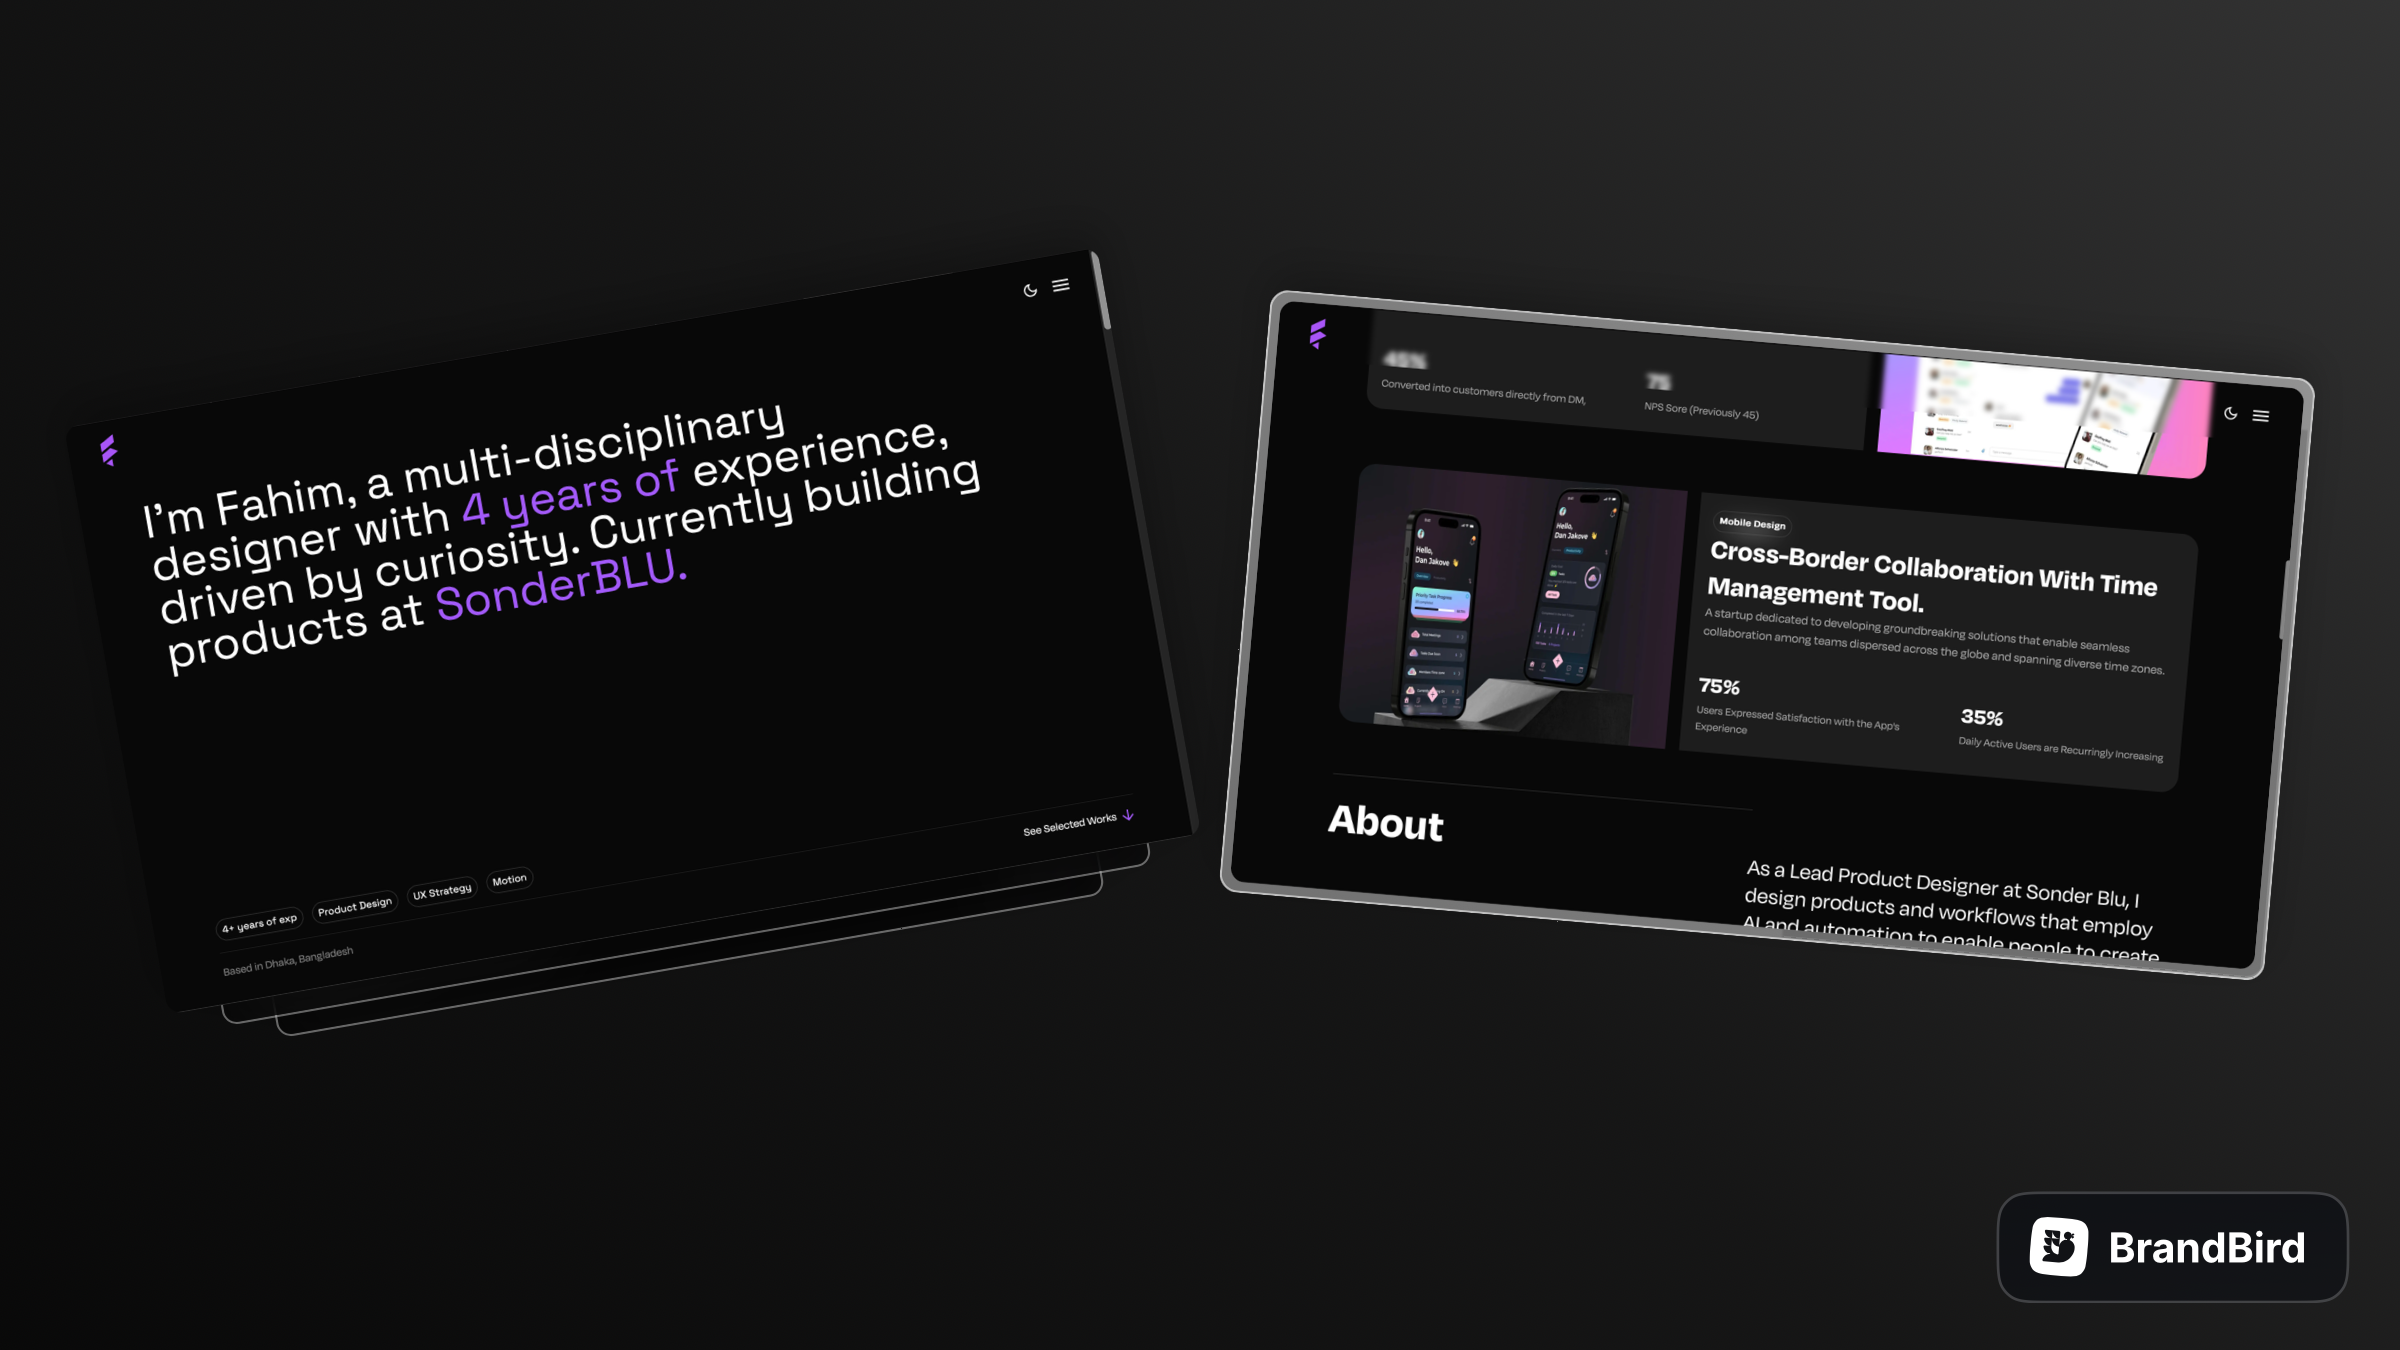 I'm Fahim, a multi-disciplinary
designer with 4 years of experience,
driven by curiosity. Currently building
products at SonderBLU.
See Selected Works
4+ years of exp
Product Design
UX Strategy
Motion
Based in Dhaka, Bangladesh
45%
75
Converted into customers directly from DM,
NPS Sore (Previously 45)
Hello,
Dan Jakove
Hello,
Dan Jakove
Mobile Design
Cross-Border Collaboration With Time
Management Tool.
A startup dedicated to developing groundbreaking solutions that enable seamless
collaboration among teams dispersed across the globe and spanning diverse time zones.
75%
Users Expressed Satisfaction with the App's
Experience
35%
Daily Active Users are Recurringly Increasing
About
As a Lead Product Designer at Sonder Blu, I
design products and workflows that employ
AI and automation to enable people to create
BrandBird